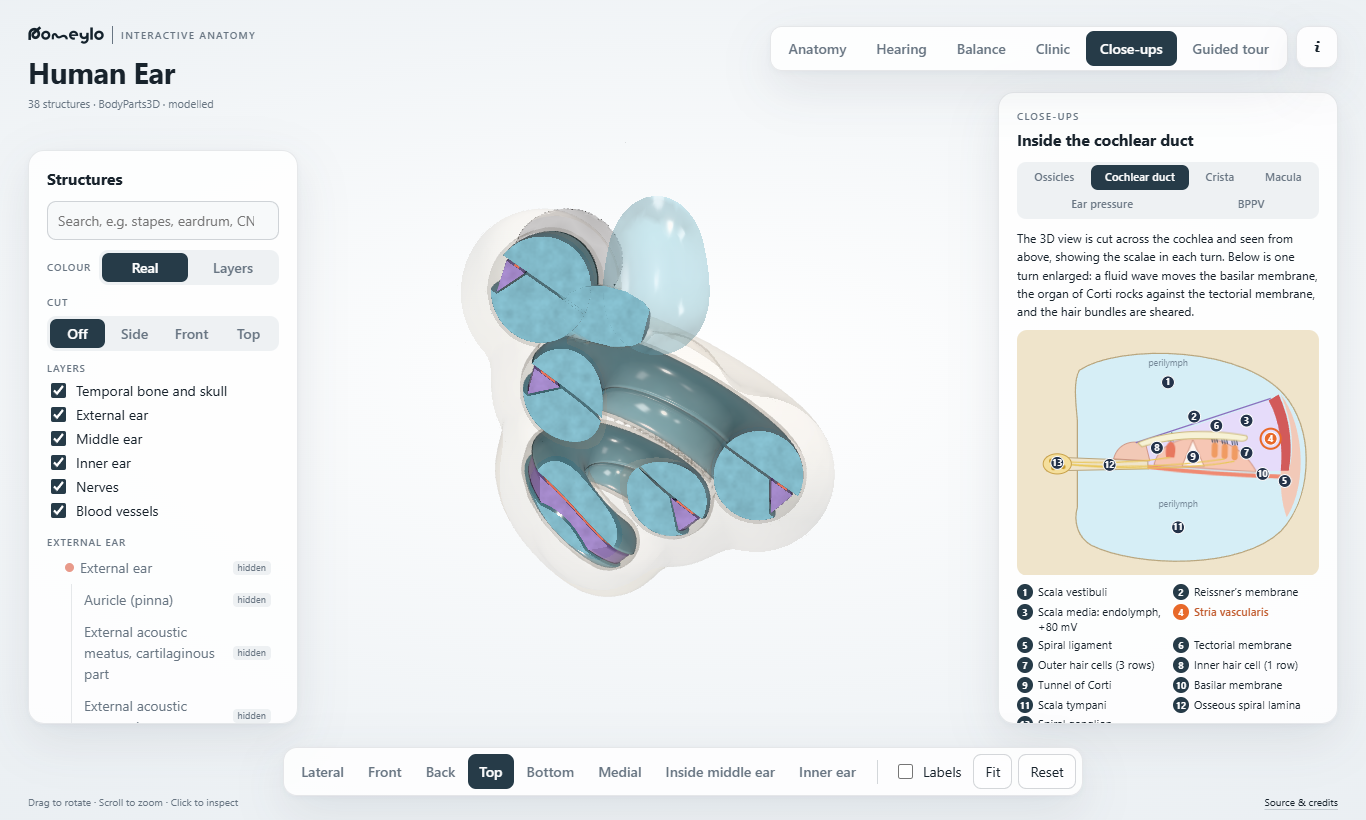 Romeylo
INTERACTIVE ANATOMY
Human Ear
38 structures · BodyParts3D · modelled
Anatomy Hearing Balance Clinic Close-ups Guided tour i
Structures
Search, e.g. stapes, eardrum, CN
COLOUR Real Layers
CUT
Off Side Front Top
LAYERS
Temporal bone and skull
External ear
Middle ear
Inner ear
Nerves
Blood vessels
EXTERNAL EAR
External ear hidden
Auricle (pinna) hidden
External acoustic
meatus, cartilaginous hidden
part
External acoustic
hidden
CLOSE-UPS
Inside the cochlear duct
Ossicles Cochlear duct Crista Macula
Ear pressure BPPV
The 3D view is cut across the cochlea and seen from
above, showing the scalae in each turn. Below is one
turn enlarged: a fluid wave moves the basilar membrane,
the organ of Corti rocks against the tectorial membrane,
and the hair bundles are sheared.
perilymph
1
2
3
6
4
8
9
7
13
12
10
5
perilymph
11
1 Scala vestibuli
2 Reissner's membrane
3 Scala media: endolymph,
+80 mV
4 Stria vascularis
5 Spiral ligament
6 Tectorial membrane
7 Outer hair cells (3 rows)
8 Inner hair cell (1 row)
9 Tunnel of Corti
10 Basilar membrane
11 Scala tympani
12 Osseous spiral lamina
Lateral Front Back Top Bottom Medial Inside middle ear Inner ear Labels Fit Reset
Drag to rotate · Scroll to zoom · Click to inspect
Source & credits